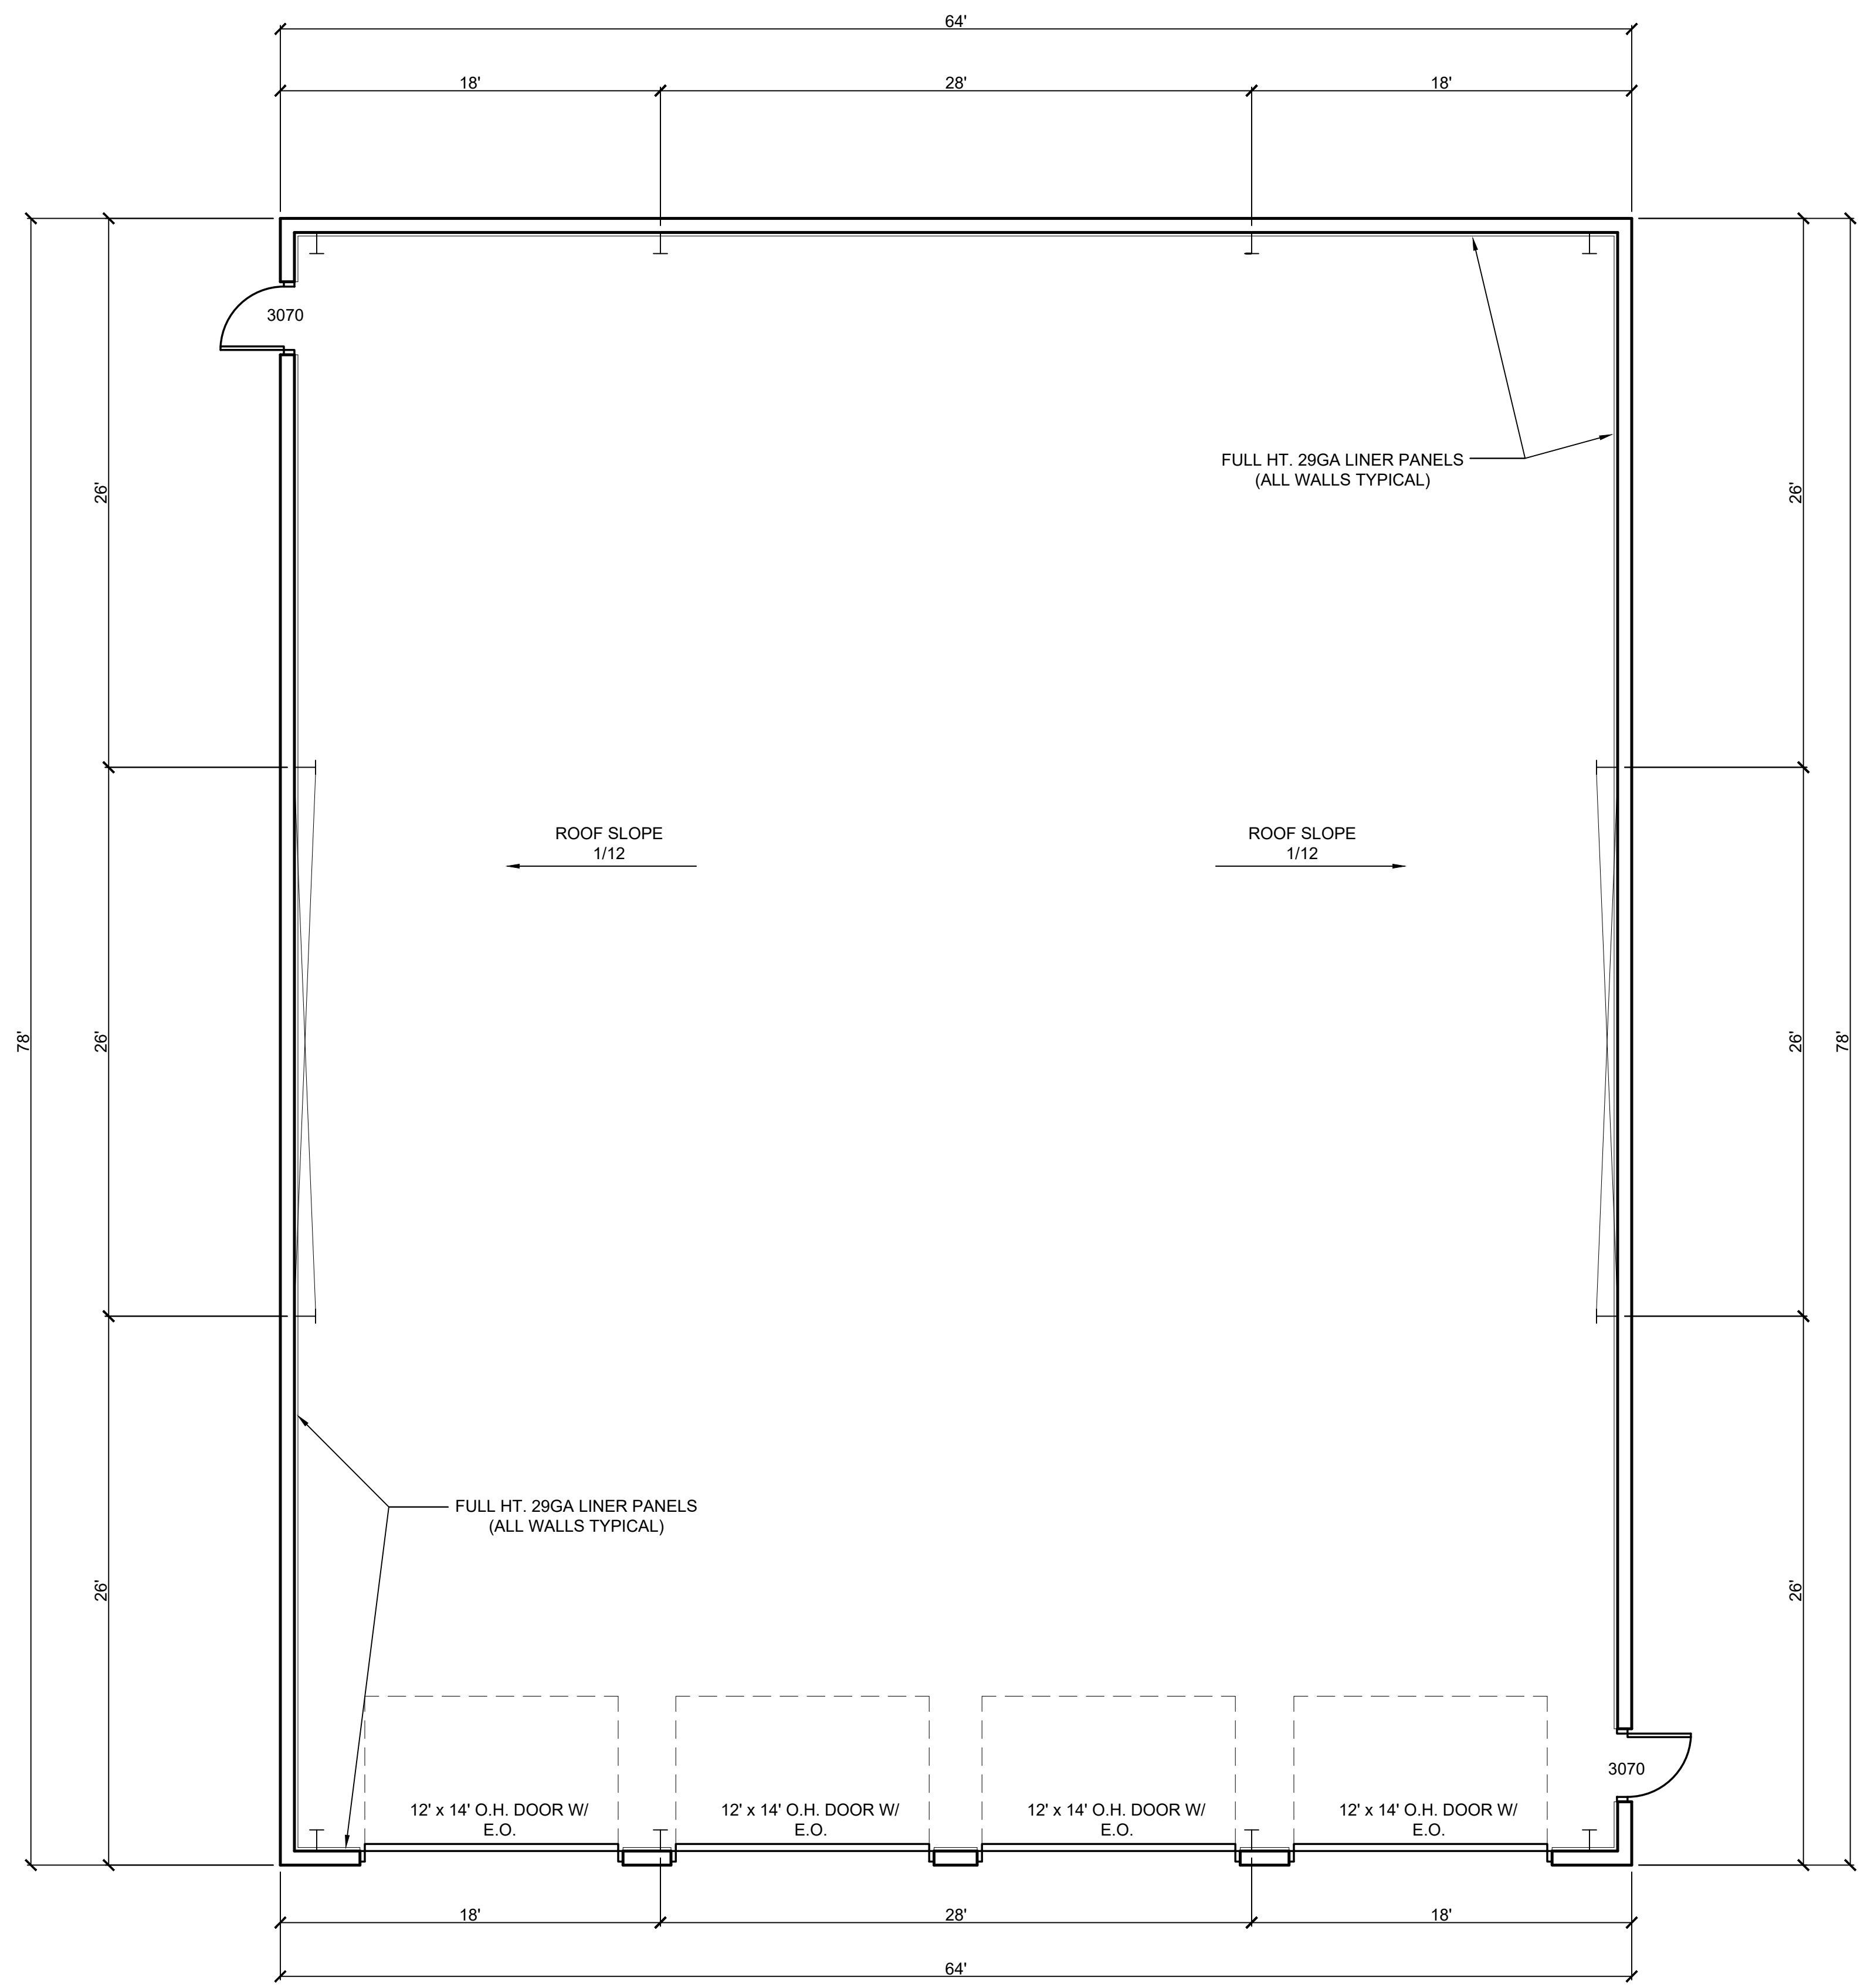 64'
18'
28'
18'
3070
FULL HT. 29GA LINER PANELS
(ALL WALLS TYPICAL)
26'
26'
ROOF SLOPE
1/12
ROOF SLOPE
1/12
78'
26'
26'
78'
FULL HT. 29GA LINER PANELS
(ALL WALLS TYPICAL)
26'
26'
3070
12' x 14' O.H. DOOR W/
E.O.
12' x 14' O.H. DOOR W/
E.O.
12' x 14' O.H. DOOR W/
E.O.
12' x 14' O.H. DOOR W/
E.O.
18'
28'
18'
64'